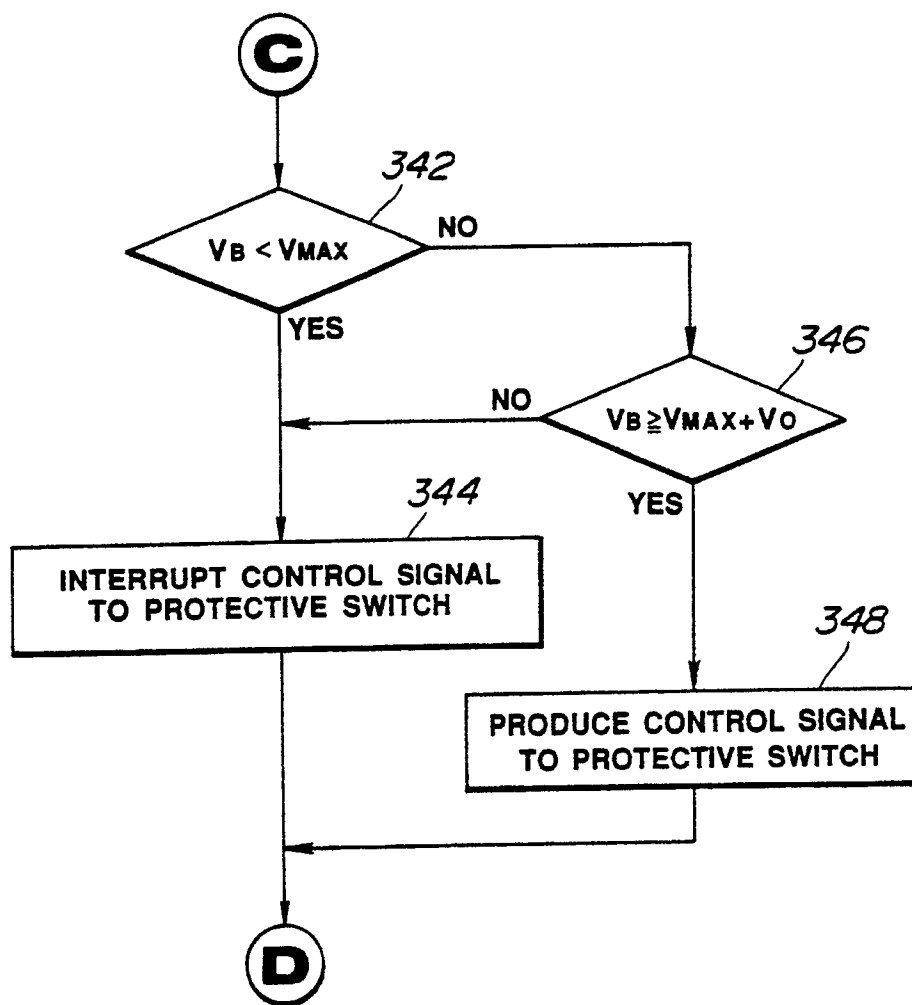 C
342
VB < VMAX
NO
YES
346
NO
VB ≧ VMAX+VO
YES
344
INTERRUPT CONTROL SIGNAL
TO PROTECTIVE SWITCH
348
PRODUCE CONTROL SIGNAL
TO PROTECTIVE SWITCH
D